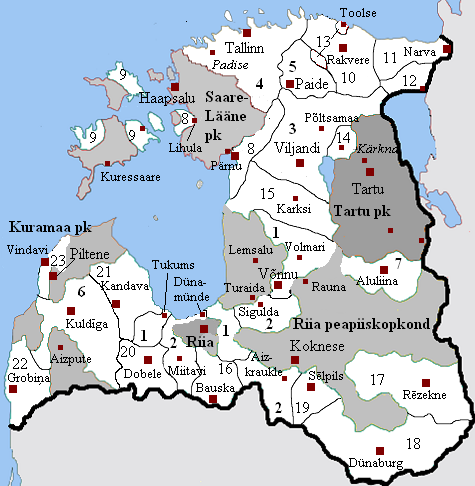 Toolse
Tallinn
13
Narva
Rakvere
Padise
11
5
10
12
9
4
Paide
Haapsalu
Saare-
Lääne
pk
8
Põltsamaa
3
9
9
14
Lihula
8
Viljandi
Kärkna
Pärnu
Kuressaare
Tartu
15
Karksi
Tartu pk
Kuramaa pk
1
Vindavi
Volmari
Piltene
Lemsalu
7
23
Tukums
21
Düna-
münde
Võnnu
Aluliina
Kandava
6
Turaida
Rauna
Sigulda
Kuldīga
2
Riia peapiiskopkond
1
2
Riia
1
Aizpute
20
Aiz-
kraukle
Koknese
22
Dobele
Miitavi
16
17
Grobiņa
Bauska
Sēlpils
Rēzekne
2
19
18
Dünaburg